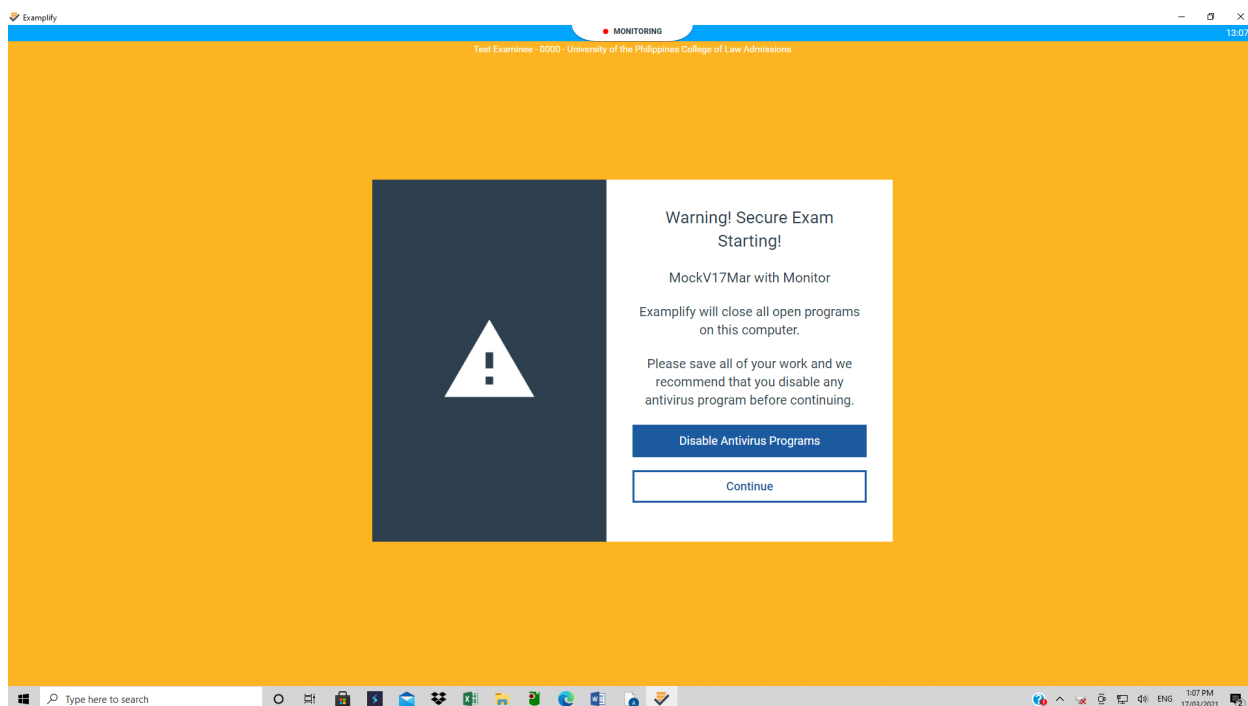 Examplify
MONITORING
13:07
Test Examinee - 0000 - University of the Philippines College of Law Admissions
Warning! Secure Exam
Starting!
MockV17Mar with Monitor
Examplify will close all open programs
on this computer.
Please save all of your work and we
recommend that you disable any
antivirus program before continuing.
Disable Antivirus Programs
Continue
Type here to search
ENG
1:07 PM
17/03/2021
2